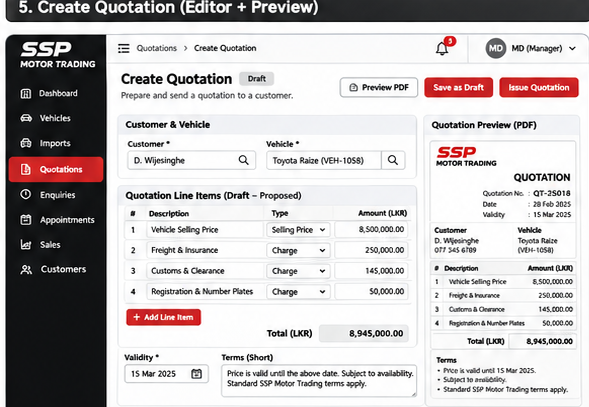 5. Create Quotation (Editor + Preview)
SSP
MOTOR TRADING
Dashboard
Vehicles
Imports
Quotations
Enquiries
Appointments
Sales
Customers
Quotations > Create Quotation
5
MD MD (Manager)
Create Quotation Draft
Prepare and send a quotation to a customer.
Preview PDF Save as Draft Issue Quotation
Customer & Vehicle
Customer * Vehicle *
D. Wijesinghe Toyota Raize (VEH-1058)
Quotation Line Items (Draft – Proposed)
# Description Type Amount (LKR)
1 Vehicle Selling Price Selling Price 8,500,000.00
2 Freight & Insurance Charge 250,000.00
3 Customs & Clearance Charge 145,000.00
4 Registration & Number Plates Charge 50,000.00
+ Add Line Item
Total (LKR) 8,945,000.00
Validity * Terms (Short)
15 Mar 2025
Price is valid until the above date. Subject to availability.
Standard SSP Motor Trading terms apply.
Quotation Preview (PDF)
SSP
MOTOR TRADING
QUOTATION
Quotation No. : QT-25018
Date : 28 Feb 2025
Validity : 15 Mar 2025
Customer Vehicle
D. Wijesinghe Toyota Raize
077 545 6789 (VEH-1058)
# Description Amount (LKR)
1 Vehicle Selling Price 8,500,000.00
2 Freight & Insurance 250,000.00
3 Customs & Clearance 145,000.00
4 Registration & Number Plates 50,000.00
Total (LKR) 8,945,000.00
Terms
• Price is valid until 15 Mar 2025.
• Subject to availability.
• Standard SSP Motor Trading terms apply.